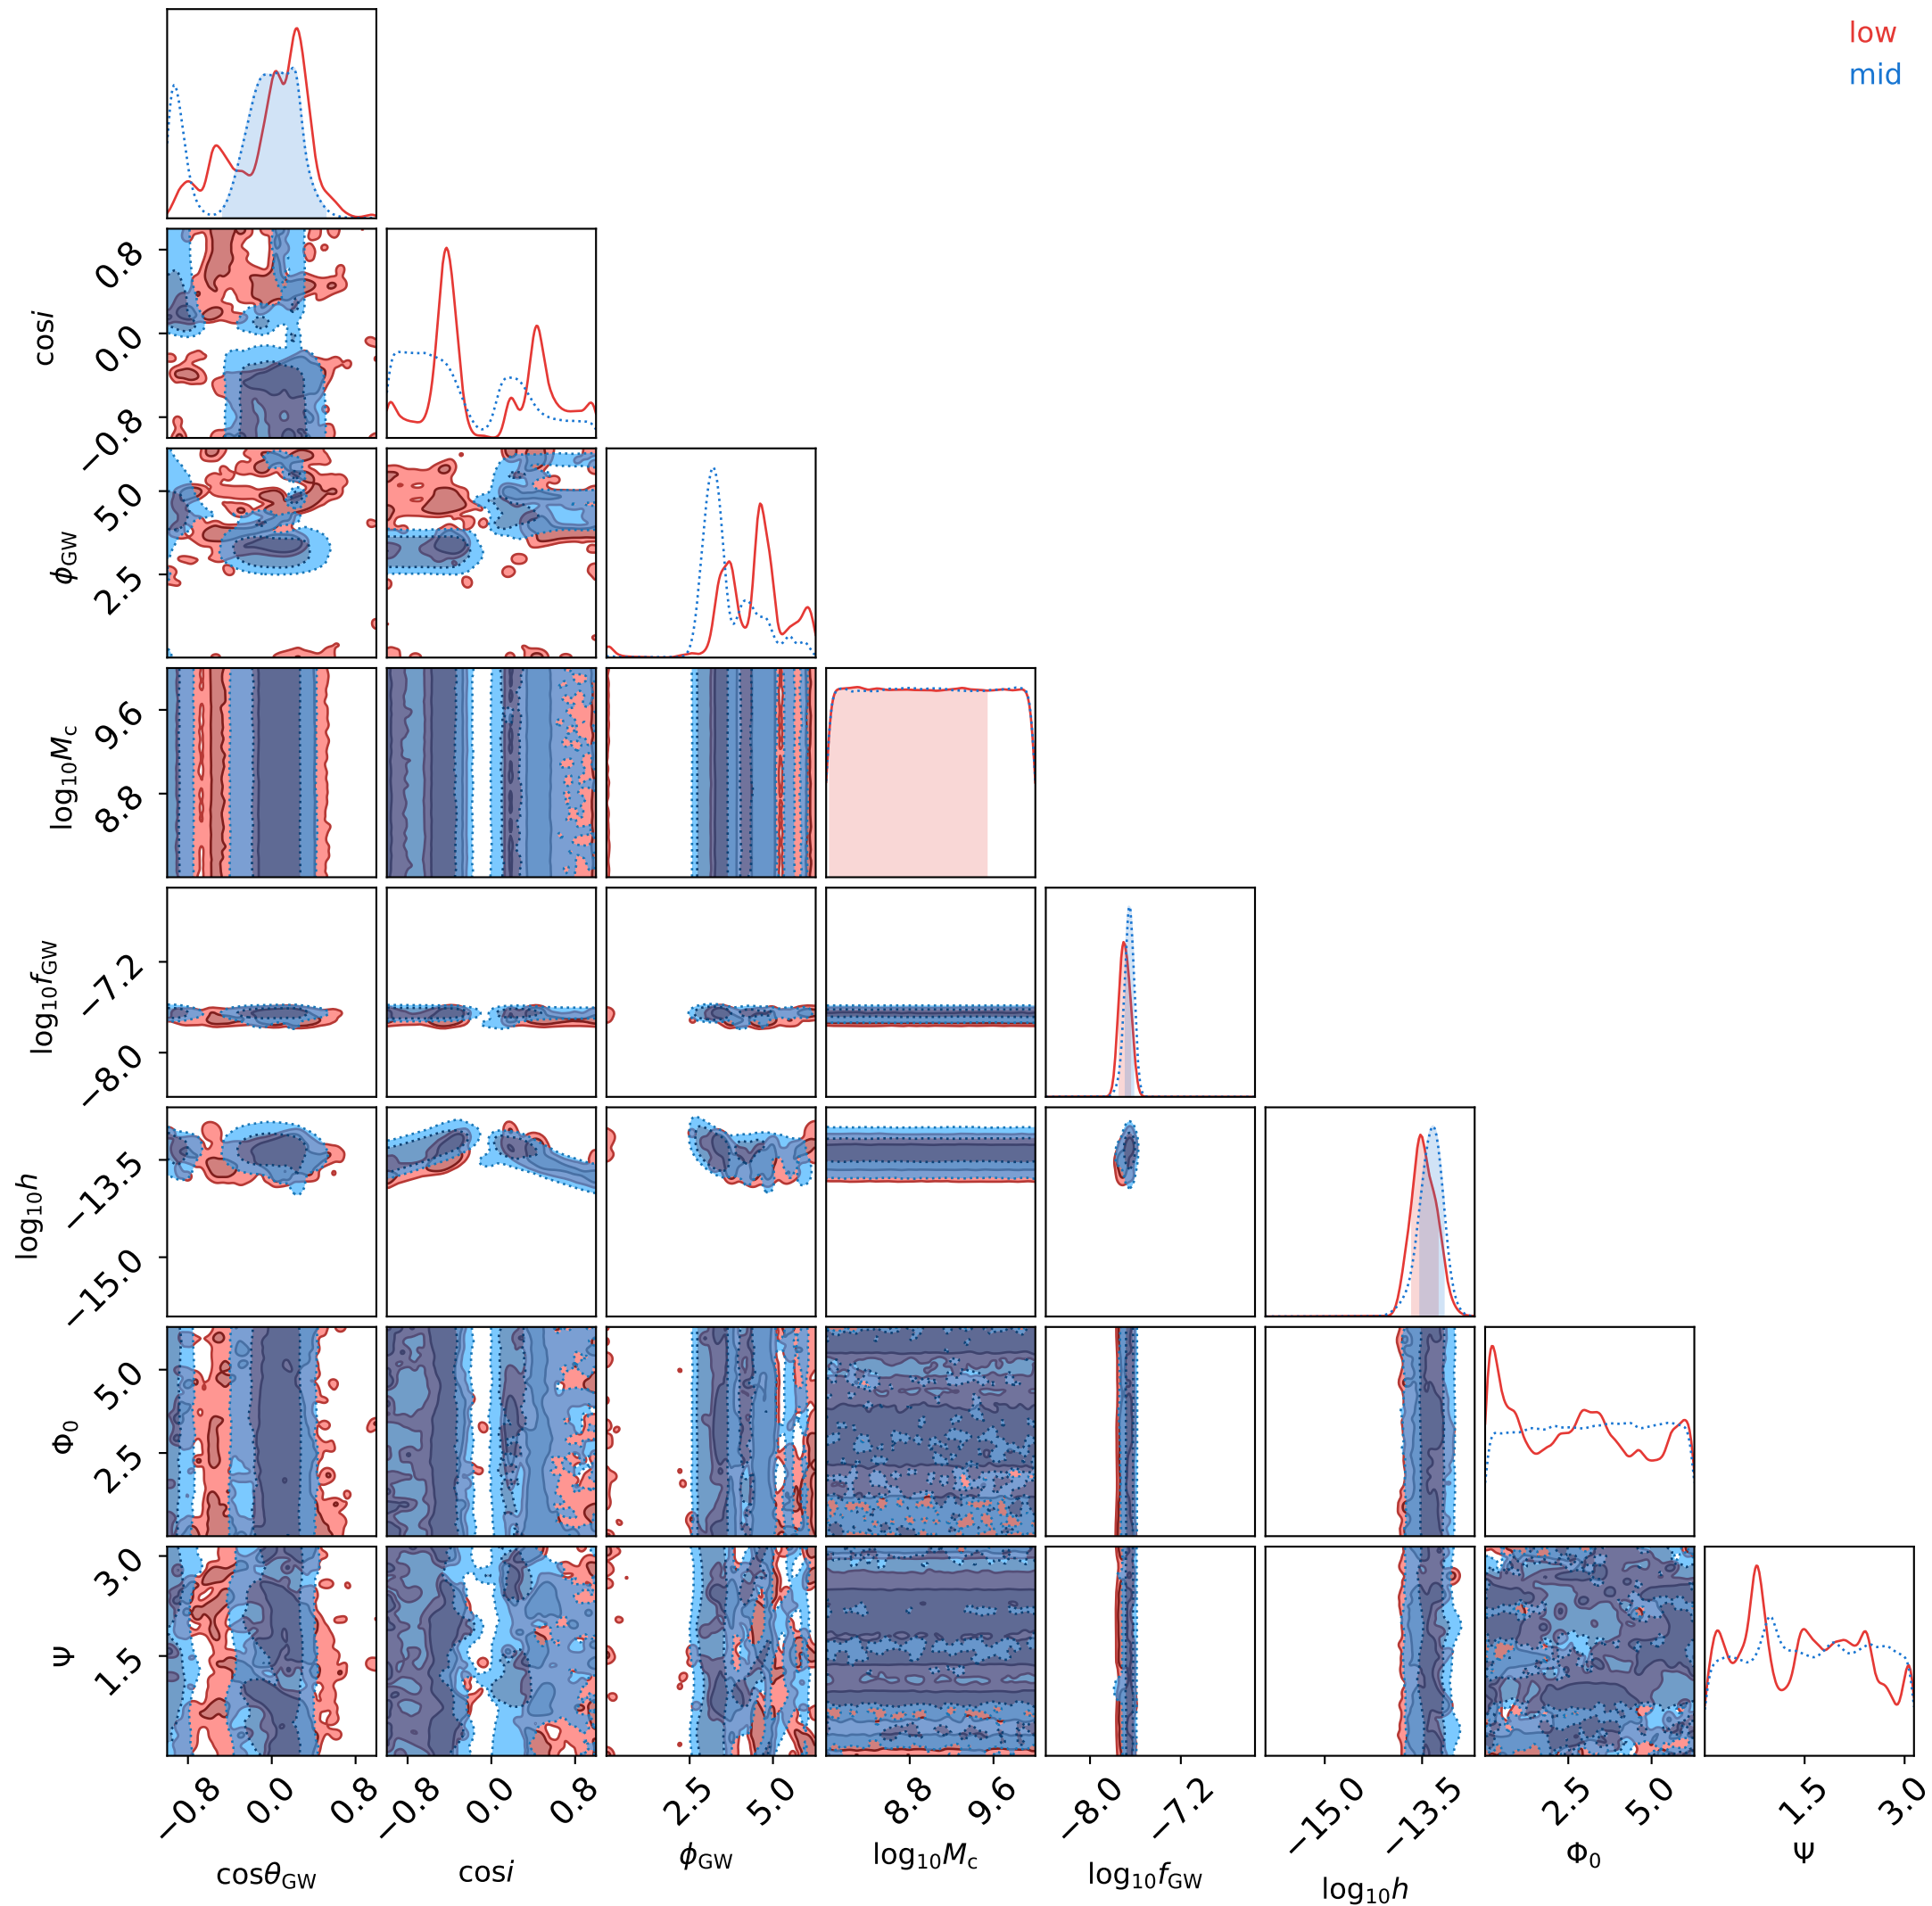 low
mid
cosi
0.8
0.0
−0.8
ϕGW
5.0
2.5
log10Mc
9.6
8.8
log10fGW
−7.2
−8.0
log10h
−13.5
−15.0
Φ0
5.0
2.5
Ψ
3.0
1.5
−0.8 0.0 0.8 −0.8 0.0 0.8 2.5 5.0 8.8 9.6 −8.0 −7.2 −15.0 −13.5 2.5 5.0 1.5 3.0
cosθGW cosi ϕGW log10Mc log10fGW log10h Φ0 Ψ